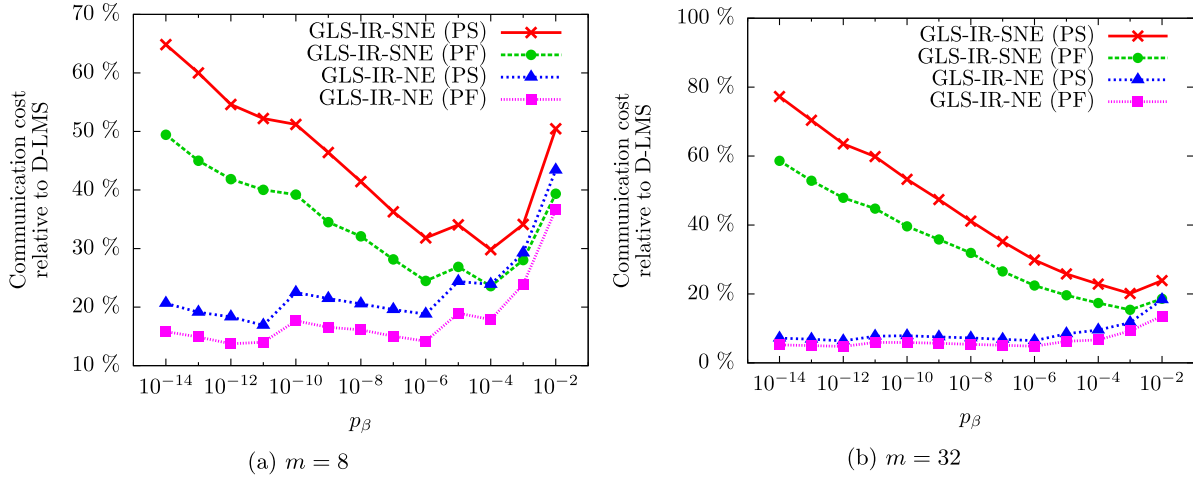 70 %
60 %
50 %
40 %
30 %
20 %
10 %
Communication cost
relative to D-LMS
GLS-IR-SNE (PS)
GLS-IR-SNE (PF)
GLS-IR-NE (PS)
GLS-IR-NE (PF)
10⁻¹⁴ 10⁻¹² 10⁻¹⁰ 10⁻⁸ 10⁻⁶ 10⁻⁴ 10⁻²
p_β
(a) m = 8
100 %
80 %
60 %
40 %
20 %
0 %
Communication cost
relative to D-LMS
GLS-IR-SNE (PS)
GLS-IR-SNE (PF)
GLS-IR-NE (PS)
GLS-IR-NE (PF)
10⁻¹⁴ 10⁻¹² 10⁻¹⁰ 10⁻⁸ 10⁻⁶ 10⁻⁴ 10⁻²
p_β
(b) m = 32